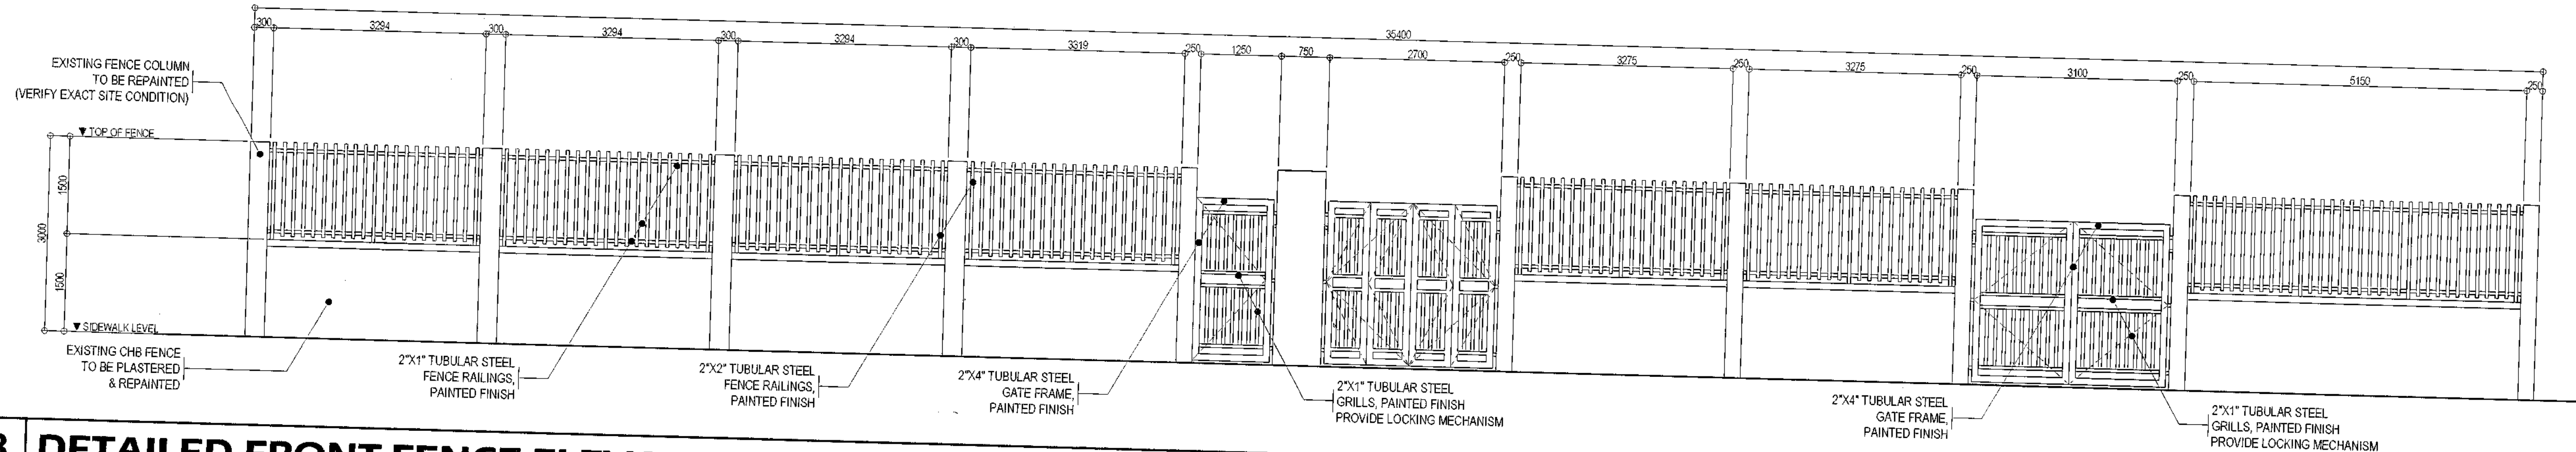 35400
300
3294
300
3294
300
3294
300
3319
250
1250
750
2700
250
3275
250
3275
250
3100
250
5150
250
EXISTING FENCE COLUMN
TO BE REPAINTED
(VERIFY EXACT SITE CONDITION)
TOP OF FENCE
1500
3000
1500
SIDEWALK LEVEL
EXISTING CHB FENCE
TO BE PLASTERED
& REPAINTED
2"X1" TUBULAR STEEL
FENCE RAILINGS,
PAINTED FINISH
2"X2" TUBULAR STEEL
FENCE RAILINGS,
PAINTED FINISH
2"X4" TUBULAR STEEL
GATE FRAME,
PAINTED FINISH
2"X1" TUBULAR STEEL
GRILLS, PAINTED FINISH
PROVIDE LOCKING MECHANISM
2"X4" TUBULAR STEEL
GATE FRAME,
PAINTED FINISH
2"X1" TUBULAR STEEL
GRILLS, PAINTED FINISH
PROVIDE LOCKING MECHANISM
DETAILED FRONT FENCE